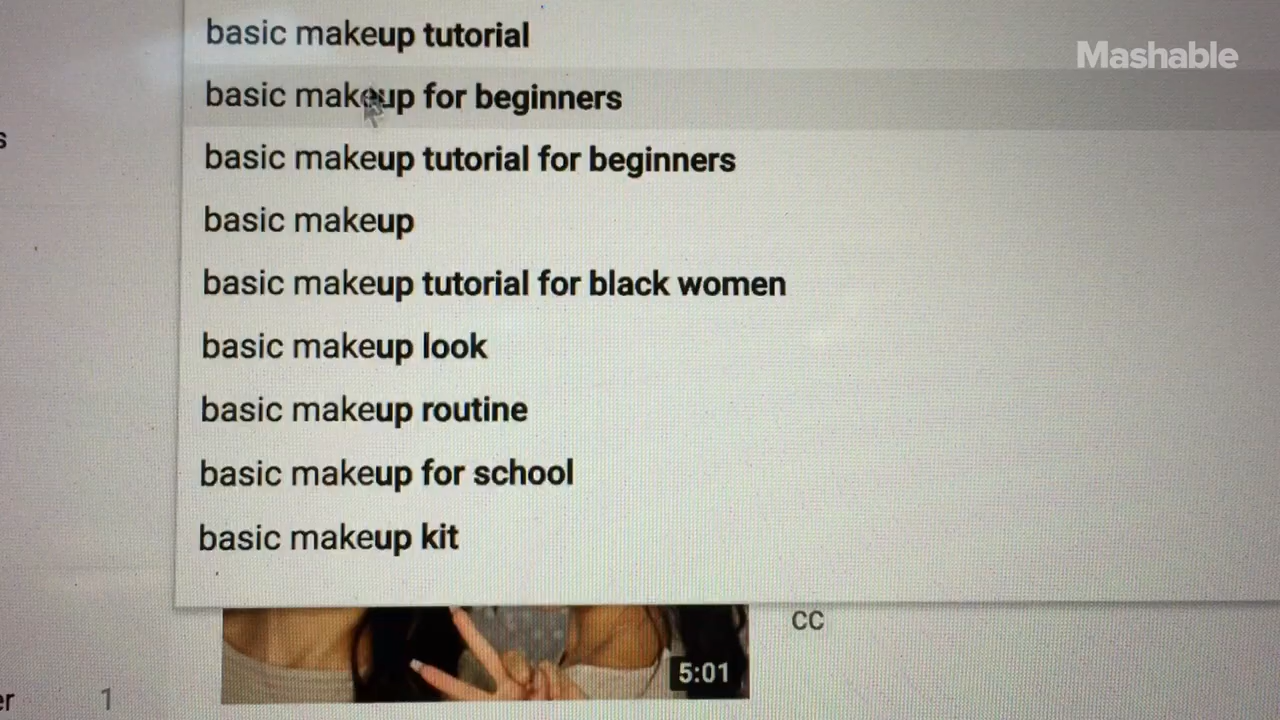 basic makeup tutorial
Mashable
basic makeup for beginners
s
basic makeup tutorial for beginners
basic makeup
basic makeup tutorial for black women
basic makeup look
basic makeup routine
basic makeup for school
basic makeup kit
CC
5:01
er 1